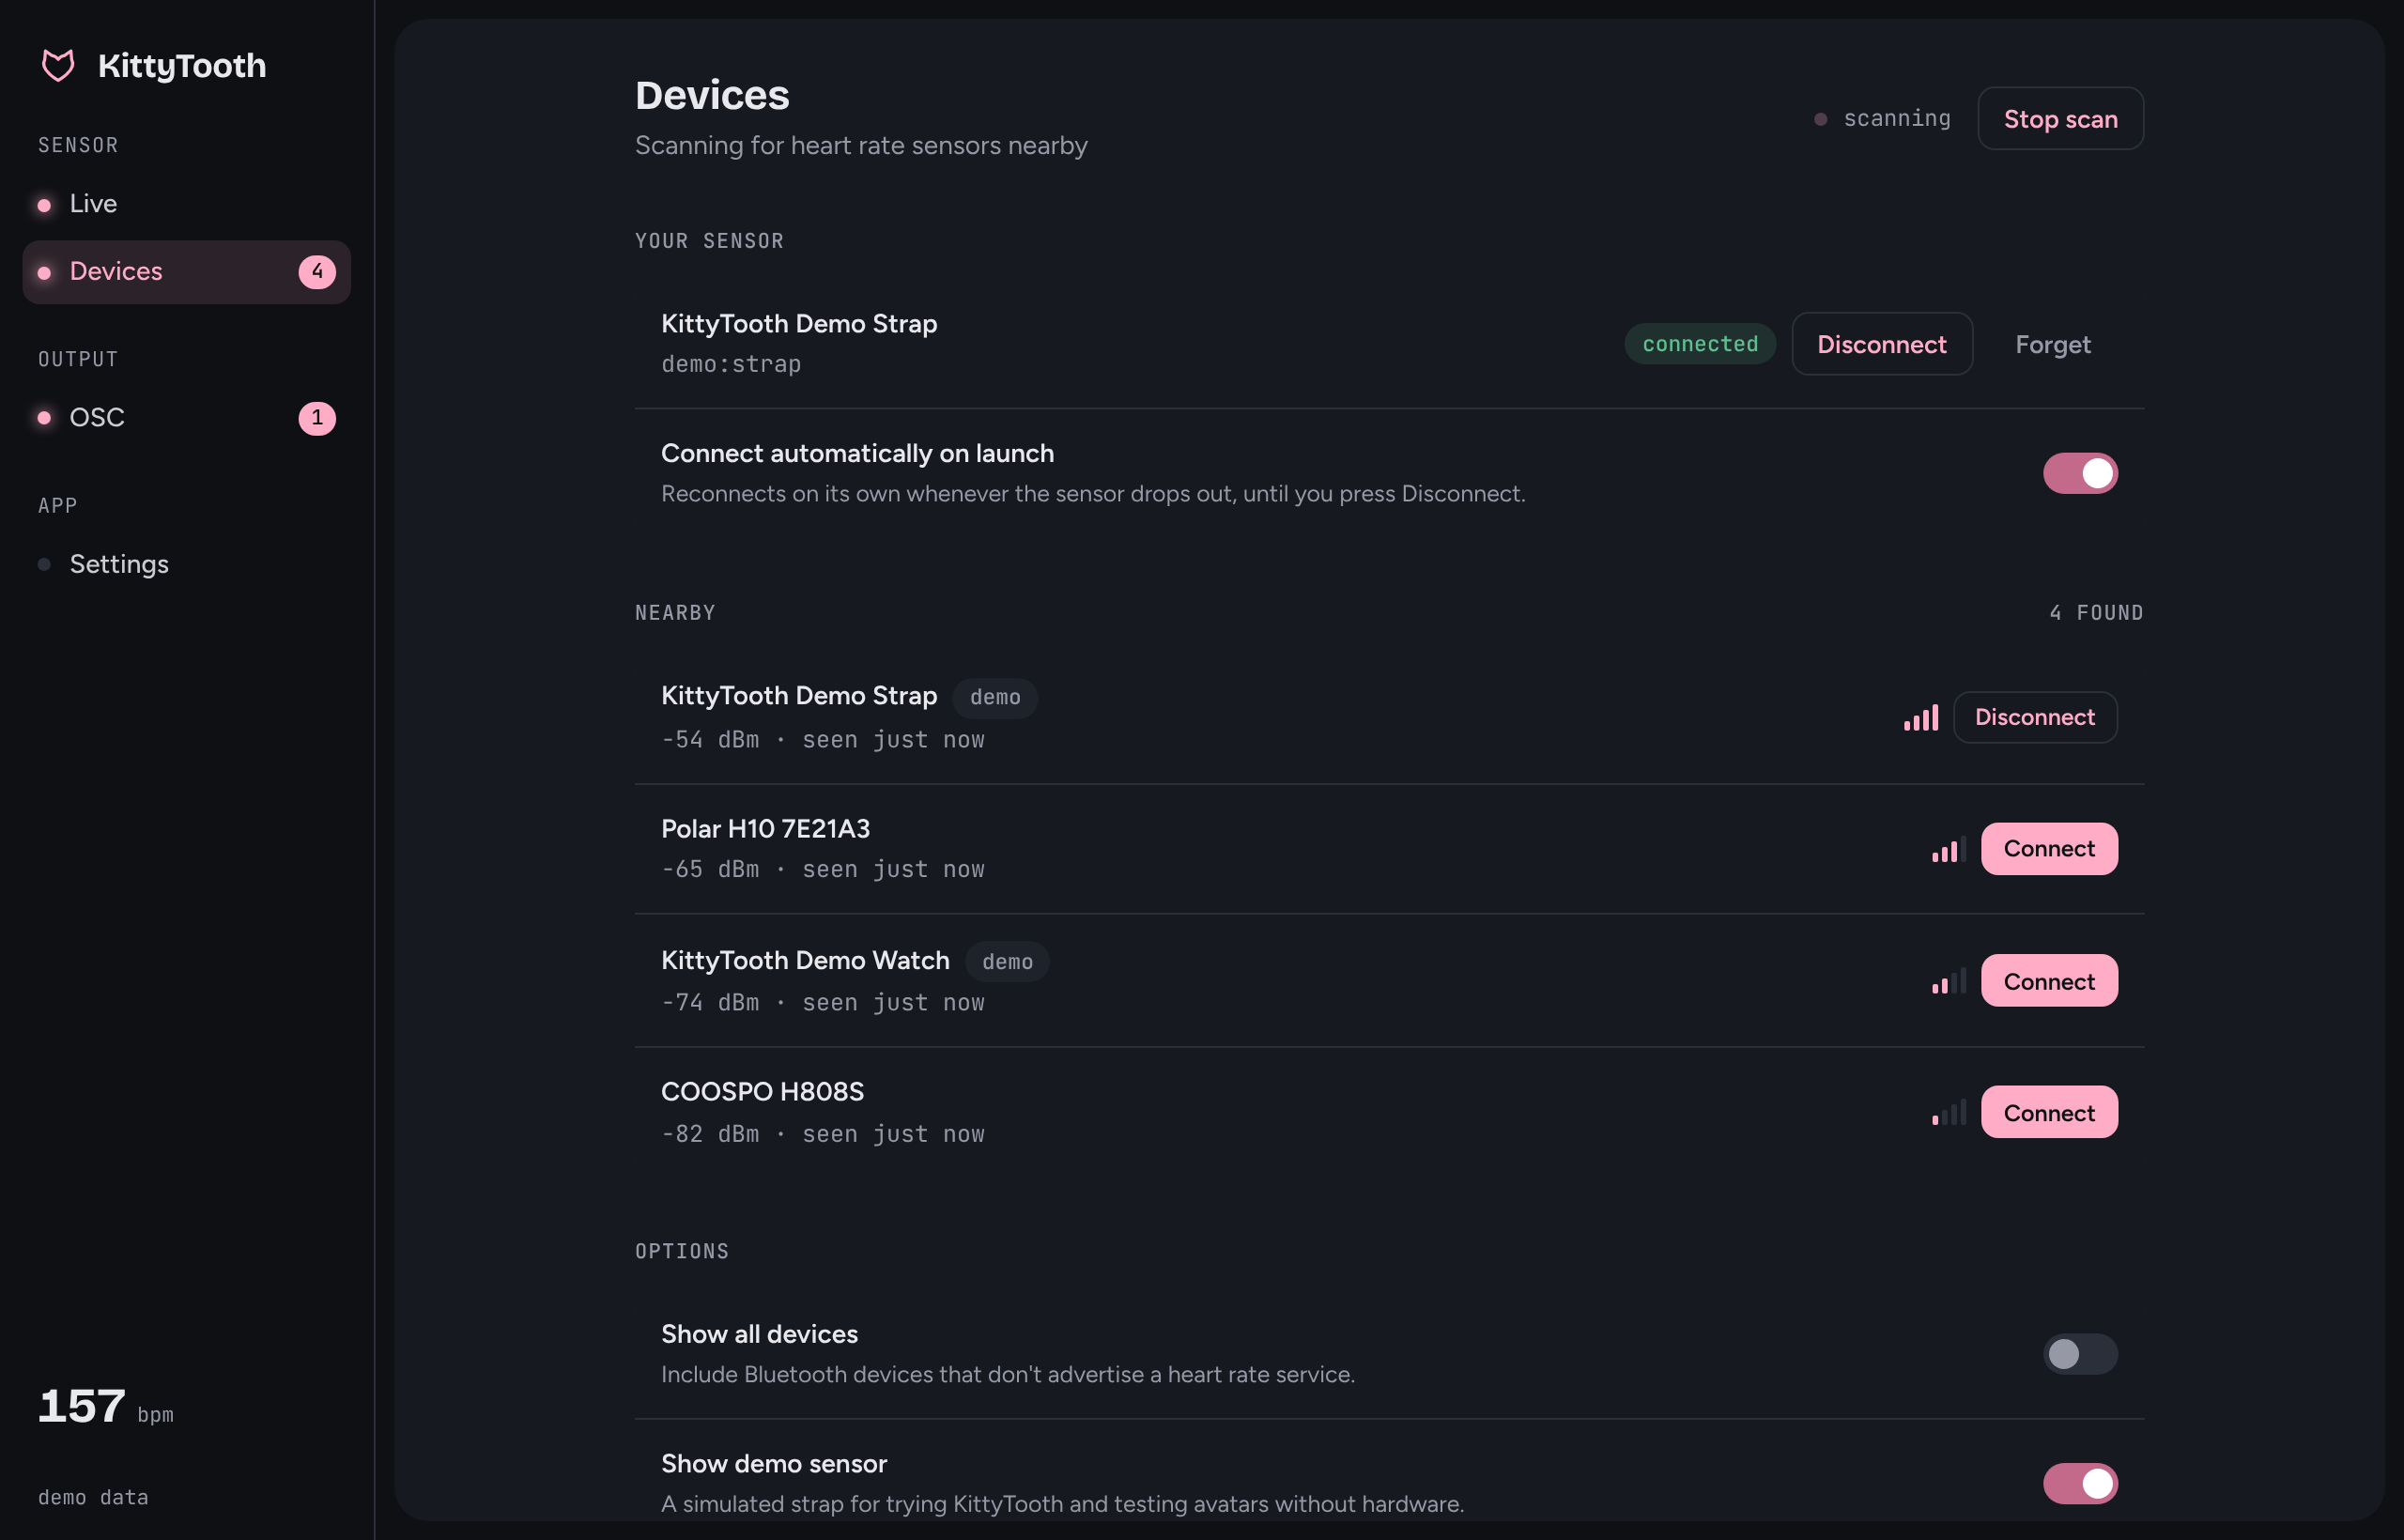 KittyTooth
SENSOR
Live
Devices 4
OUTPUT
OSC 1
APP
Settings
157 bpm
demo data
Devices
Scanning for heart rate sensors nearby
scanning Stop scan
YOUR SENSOR
KittyTooth Demo Strap
demo:strap
connected Disconnect Forget
Connect automatically on launch
Reconnects on its own whenever the sensor drops out, until you press Disconnect.
NEARBY 4 FOUND
KittyTooth Demo Strap demo
-54 dBm · seen just now
Disconnect
Polar H10 7E21A3
-65 dBm · seen just now
Connect
KittyTooth Demo Watch demo
-74 dBm · seen just now
Connect
COOSPO H808S
-82 dBm · seen just now
Connect
OPTIONS
Show all devices
Include Bluetooth devices that don't advertise a heart rate service.
Show demo sensor
A simulated strap for trying KittyTooth and testing avatars without hardware.